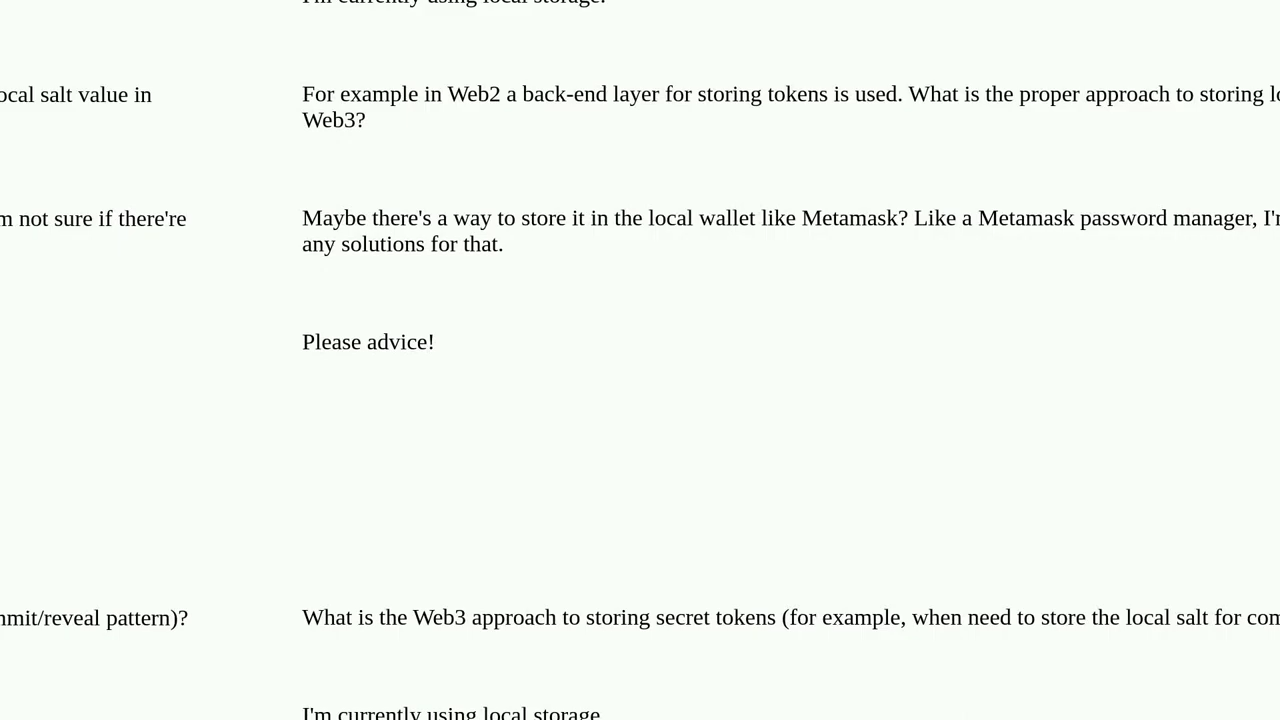 I'm currently using local storage.
ocal salt value in
For example in Web2 a back-end layer for storing tokens is used. What is the proper approach to storing lo
Web3?
m not sure if there're
Maybe there's a way to store it in the local wallet like Metamask? Like a Metamask password manager, I'm
any solutions for that.
Please advice!
mmit/reveal pattern)?
What is the Web3 approach to storing secret tokens (for example, when need to store the local salt for com
I'm currently using local storage.